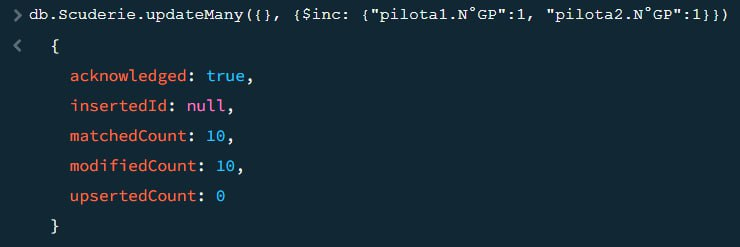 > db.Scuderie.updateMany({}, {$inc: {"pilota1.N°GP":1, "pilota2.N°GP":1}})
< {
acknowledged: true,
insertedId: null,
matchedCount: 10,
modifiedCount: 10,
upsertedCount: 0
}